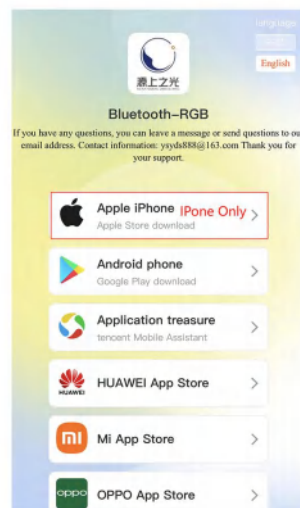 language
English
源上之光
Bluetooth-RGB
If you have any questions, you can leave a message or send questions to ou
email address. Contact information: ysyds888@163.com Thank you for
your support.
Apple iPhone IPone Only
Apple Store download
Android phone
Google Play download
Application treasure
tencent Mobile Assistant
HUAWEI
HUAWEI App Store
Mi App Store
oppo
OPPO App Store